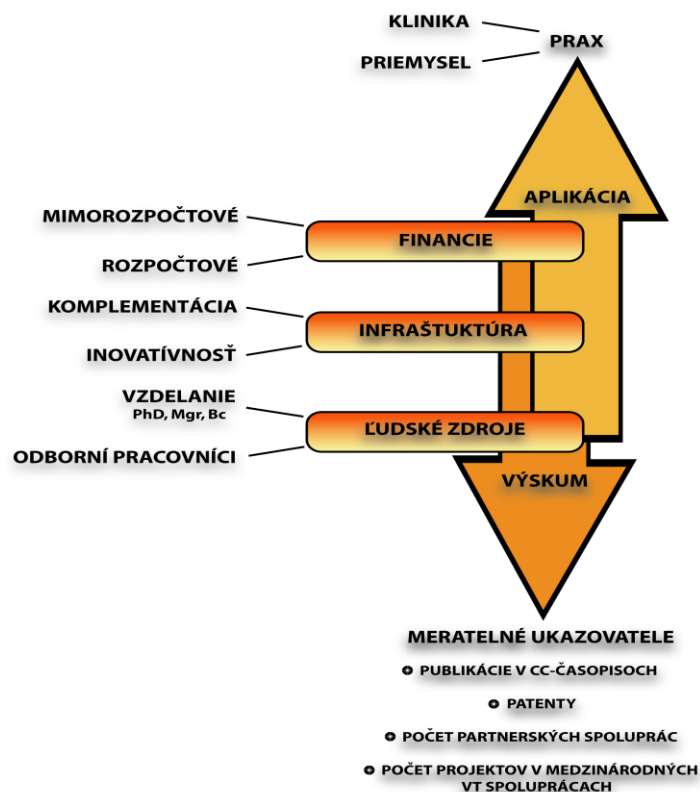 KLINIKA
PRAX
PRIEMYSEL
APLIKÁCIA
MIMOROZPOČTOVÉ
FINANCIE
ROZPOČTOVÉ
KOMPLEMENTÁCIA
INFRAŠTUKTÚRA
INOVATÍVNOSŤ
VZDELANIE
PhD, Mgr, Bc
ĽUDSKÉ ZDROJE
ODBORNÍ PRACOVNÍCI
VÝSKUM
MERATELNÉ UKAZOVATELE
PUBLIKÁCIE V CC-ČASOPISOCH
PATENTY
POČET PARTNERSKÝCH SPOLUPRÁC
POČET PROJEKTOV V MEDZINÁRODNÝCH
VT SPOLUPRÁCACH